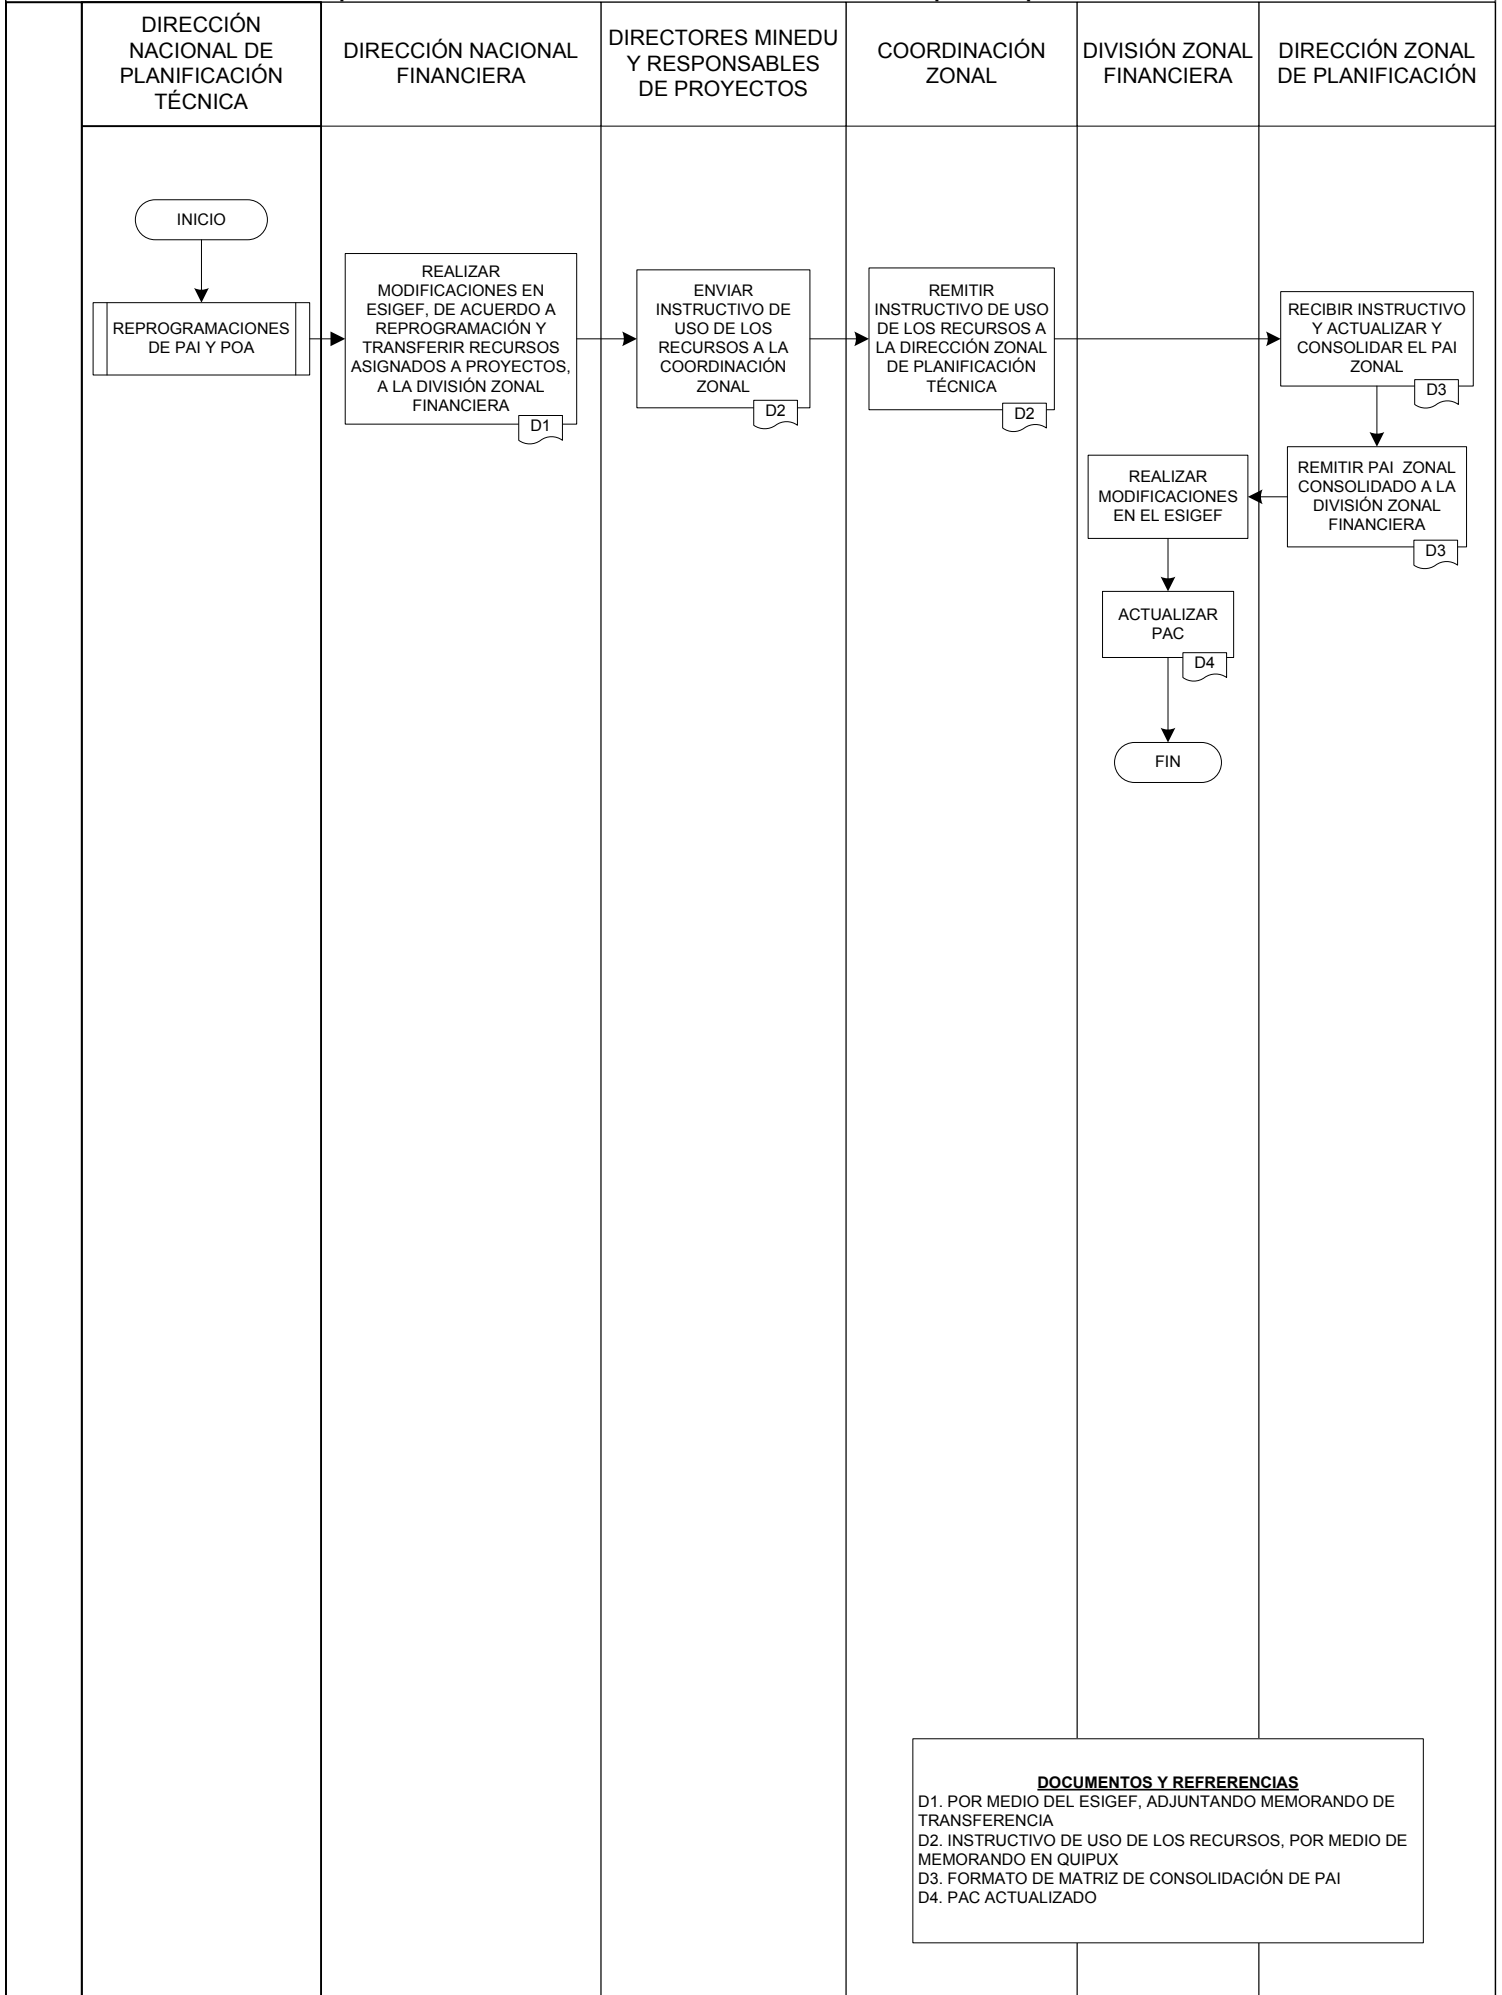 DIRECCIÓN
NACIONAL DE
PLANIFICACIÓN
TÉCNICA
DIRECCIÓN NACIONAL
FINANCIERA
DIRECTORES MINEDU
Y RESPONSABLES
DE PROYECTOS
COORDINACIÓN
ZONAL
DIVISIÓN ZONAL
FINANCIERA
DIRECCIÓN ZONAL
DE PLANIFICACIÓN
INICIO
REPROGRAMACIONES
DE PAI Y POA
REALIZAR
MODIFICACIONES EN
ESIGEF, DE ACUERDO A
REPROGRAMACIÓN Y
TRANSFERIR RECURSOS
ASIGNADOS A PROYECTOS,
A LA DIVISIÓN ZONAL
FINANCIERA
D1
ENVIAR
INSTRUCTIVO DE
USO DE LOS
RECURSOS A LA
COORDINACIÓN
ZONAL
D2
REMITIR
INSTRUCTIVO DE USO
DE LOS RECURSOS A
LA DIRECCIÓN ZONAL
DE PLANIFICACIÓN
TÉCNICA
D2
RECIBIR INSTRUCTIVO
Y ACTUALIZAR Y
CONSOLIDAR EL PAI
ZONAL
D3
REMITIR PAI  ZONAL
CONSOLIDADO A LA
DIVISIÓN ZONAL
FINANCIERA
D3
REALIZAR
MODIFICACIONES
EN EL ESIGEF
ACTUALIZAR
PAC
D4
FIN
DOCUMENTOS Y REFRERENCIAS
D1. POR MEDIO DEL ESIGEF, ADJUNTANDO MEMORANDO DE
TRANSFERENCIA
D2. INSTRUCTIVO DE USO DE LOS RECURSOS, POR MEDIO DE
MEMORANDO EN QUIPUX
D3. FORMATO DE MATRIZ DE CONSOLIDACIÓN DE PAI
D4. PAC ACTUALIZADO